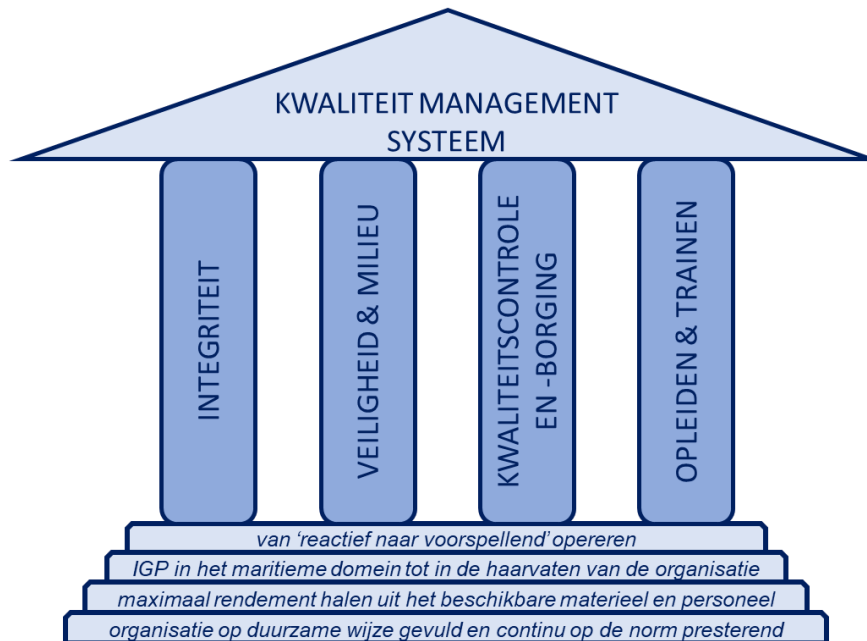 KWALITEIT MANAGEMENT
SYSTEEM
INTEGRITEIT
VEILIGHEID & MILIEU
KWALITEITSCONTROLE
EN -BORGING
OPLEIDEN & TRAINEN
van ‘reactief naar voorspellend’ opereren
IGP in het maritieme domein tot in de haarvaten van de organisatie
maximaal rendement halen uit het beschikbare materieel en personeel
organisatie op duurzame wijze gevuld en continu op de norm presterend